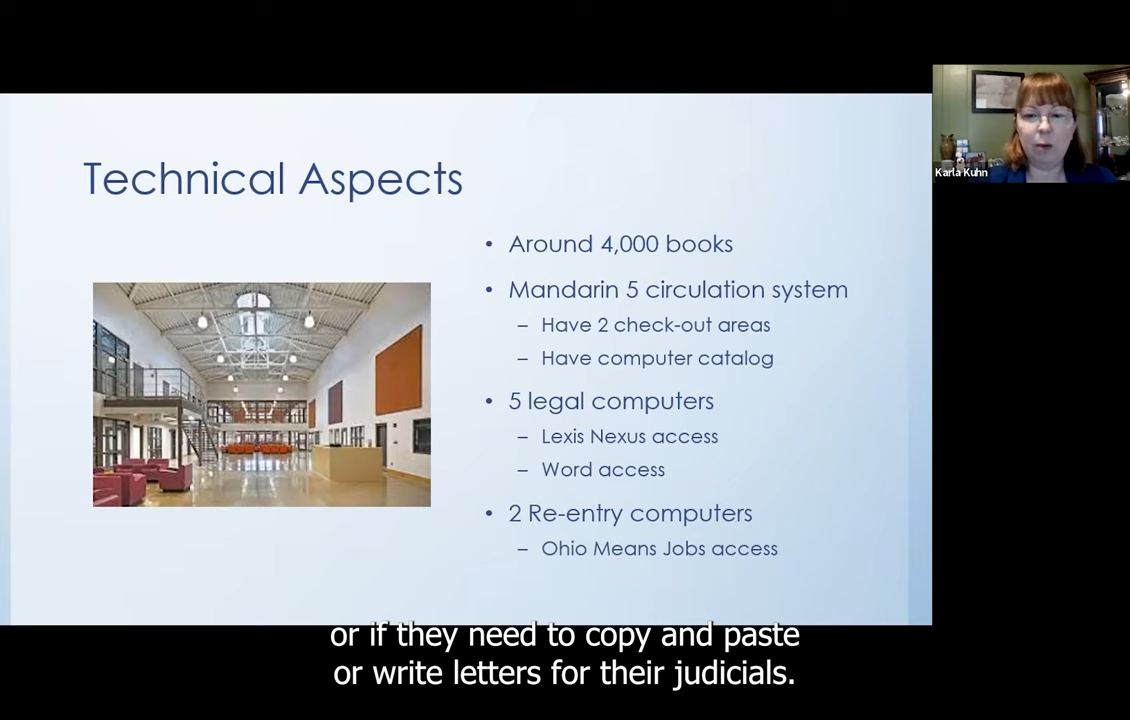 Technical Aspects
• Around 4,000 books
• Mandarin 5 circulation system
– Have 2 check-out areas
– Have computer catalog
• 5 legal computers
– Lexis Nexus access
– Word access
• 2 Re-entry computers
– Ohio Means Jobs access
Karla Kuhn
or if they need to copy and paste
or write letters for their judicials.